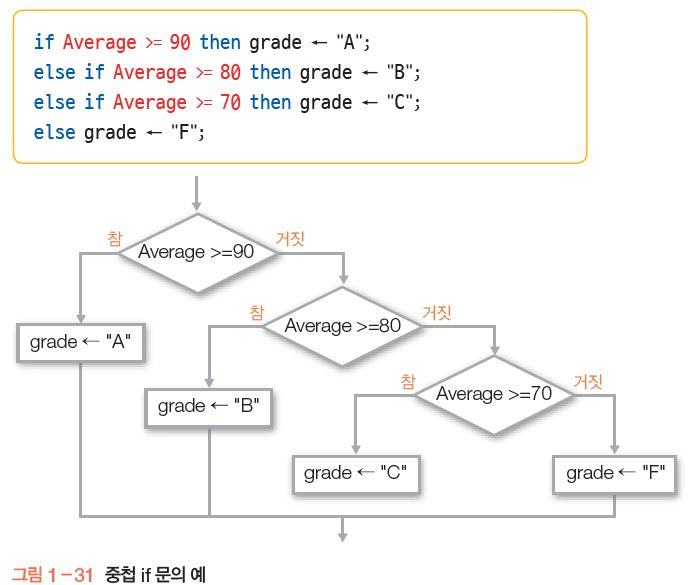 if Average >= 90 then grade ← "A";
else if Average >= 80 then grade ← "B";
else if Average >= 70 then grade ← "C";
else grade ← "F";
참
Average >=90
거짓
참
Average >=80
거짓
grade ← "A"
참
Average >=70
거짓
grade ← "B"
grade ← "C"
grade ← "F"
그림 1-31 중첩 if 문의 예